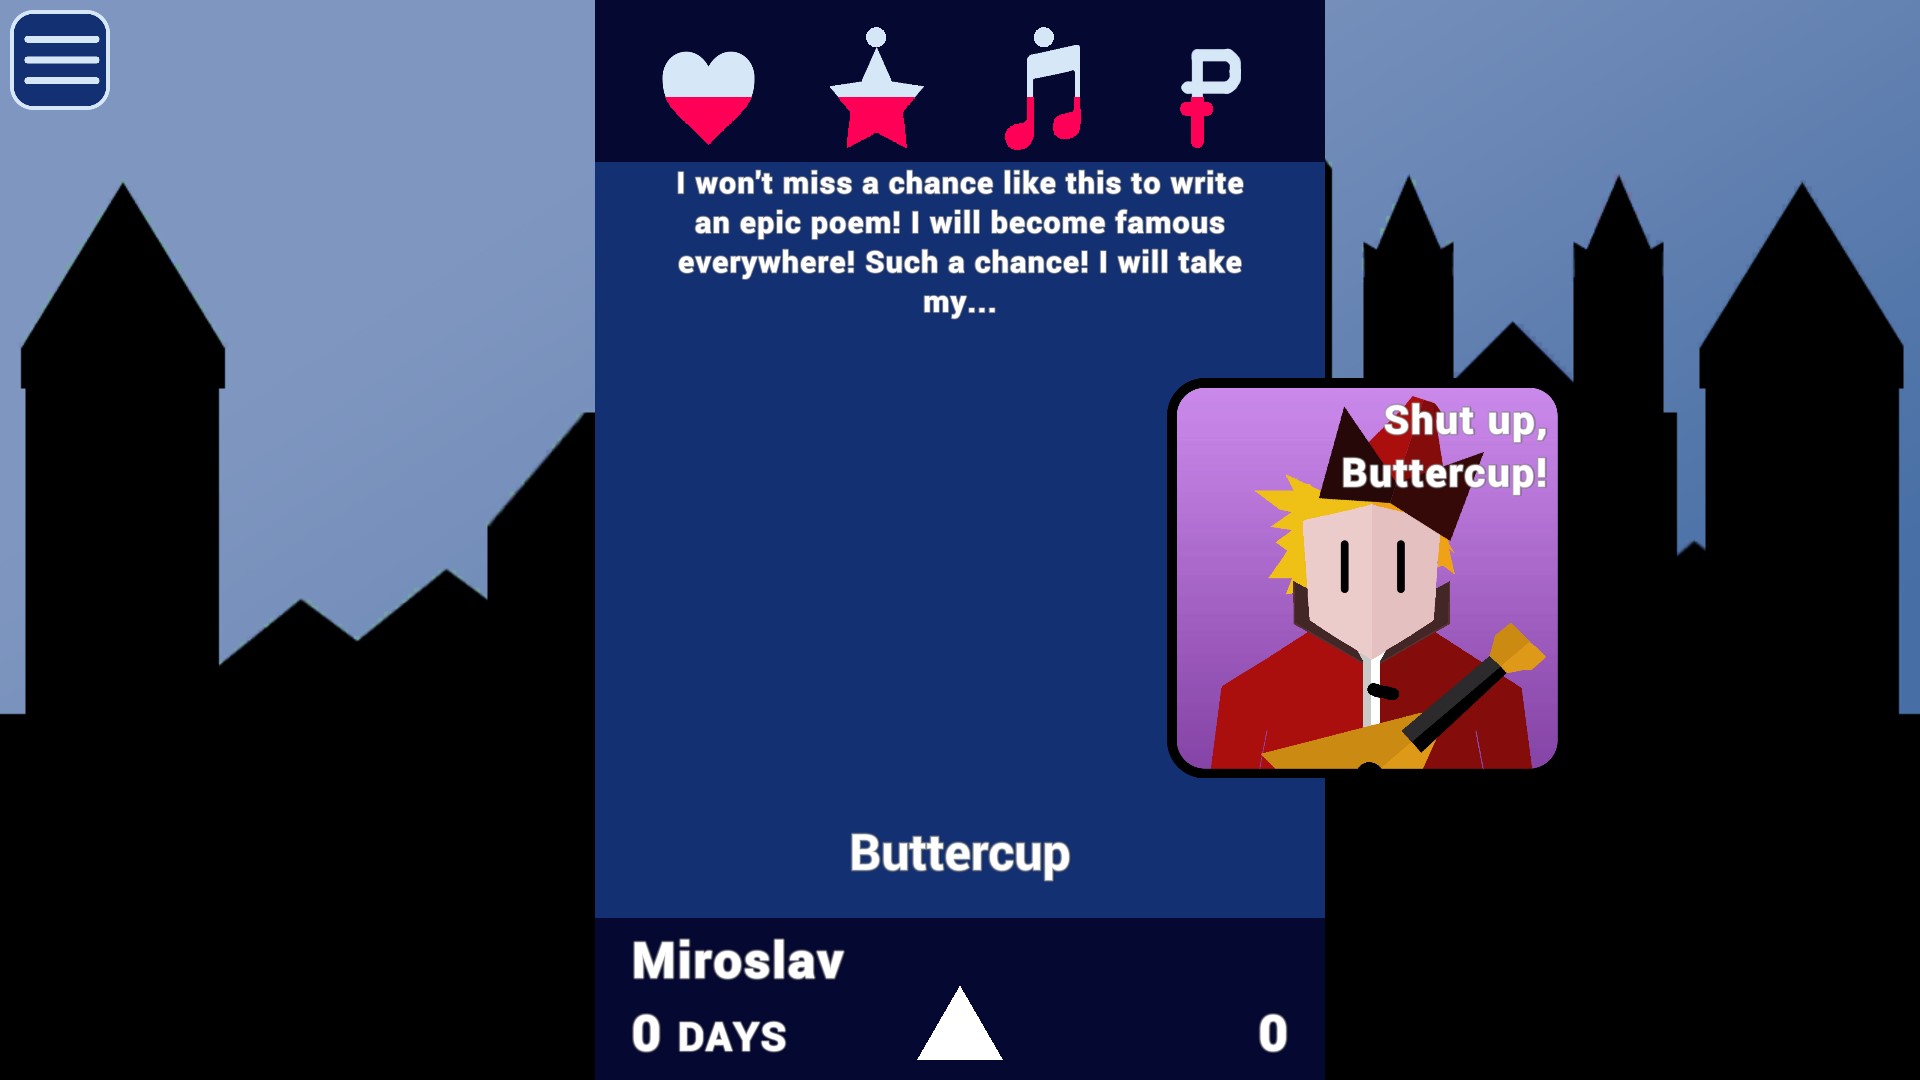 I won't miss a chance like this to write
an epic poem! I will become famous
everywhere! Such a chance! I will take
my...
Shut up,
Buttercup!
Buttercup
Miroslav
0 DAYS
0